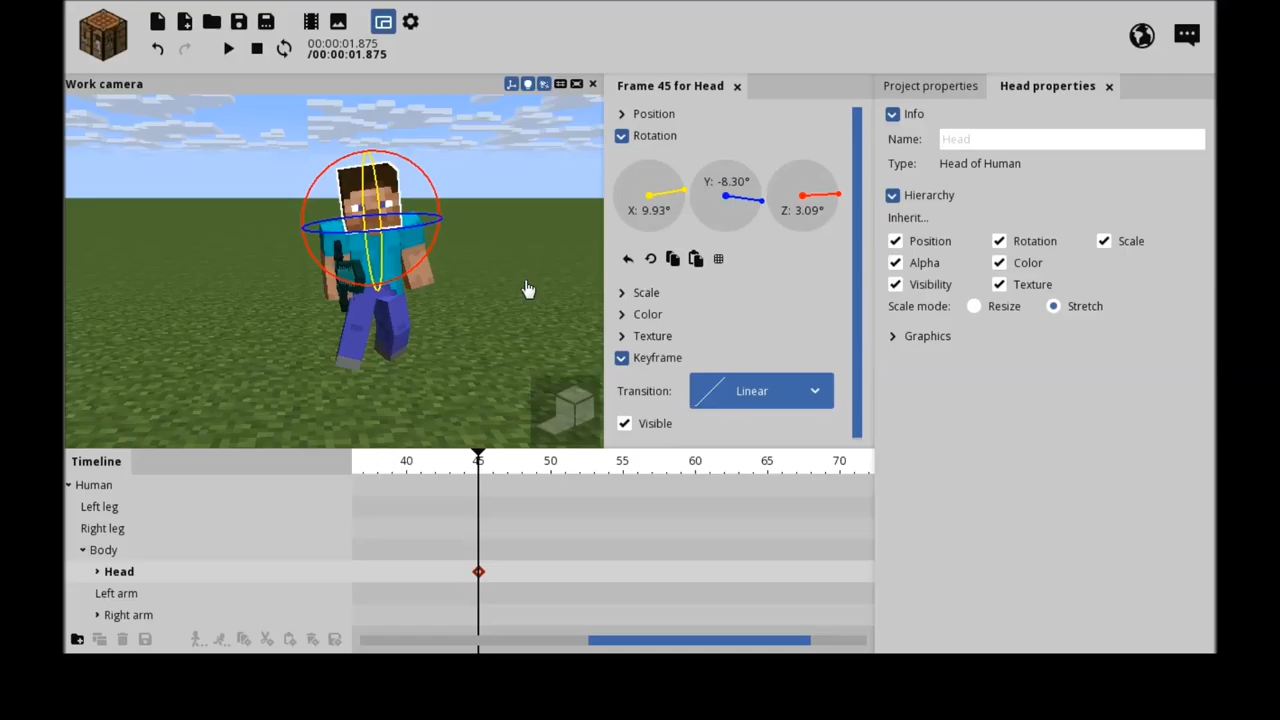 00:00:01.875
/00:00:01.875
Work camera
Frame 45 for Head
Project properties
Head properties
Position
Rotation
X: 9.93°
Y: -8.30°
Z: 3.09°
Scale
Color
Texture
Keyframe
Transition:
Linear
Visible
Info
Name:
Head
Type:
Head of Human
Hierarchy
Inherit...
Position
Rotation
Scale
Alpha
Color
Visibility
Texture
Scale mode:
Resize
Stretch
Graphics
Timeline
40
45
50
55
60
65
70
Human
Left leg
Right leg
Body
Head
Left arm
Right arm